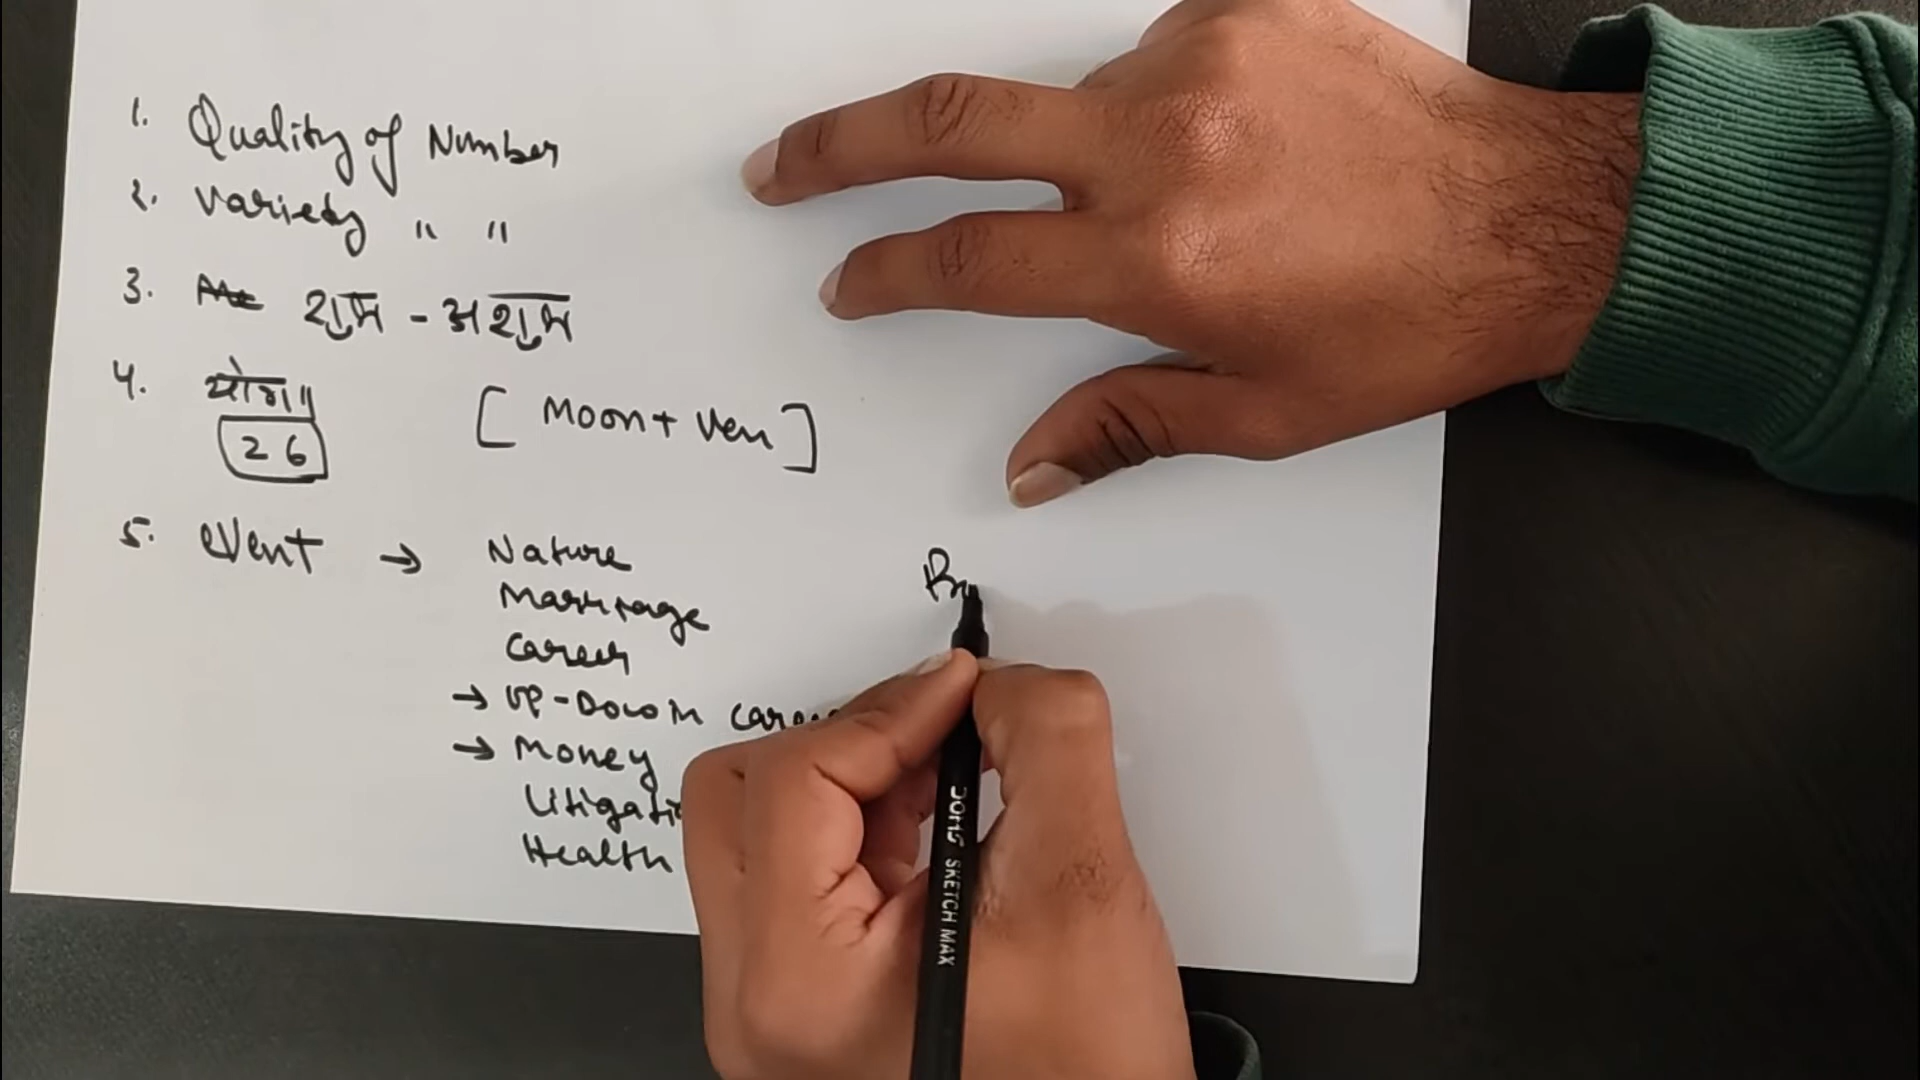 1. Quality of Number
2. Variety " "
3. शुभ - अशुभ
4. योगा
26 [ Moon + Ven ]
5. event → Nature
Marriage
Career
→ UP-Down
→ Money
Health
DOMS SKETCH MAX